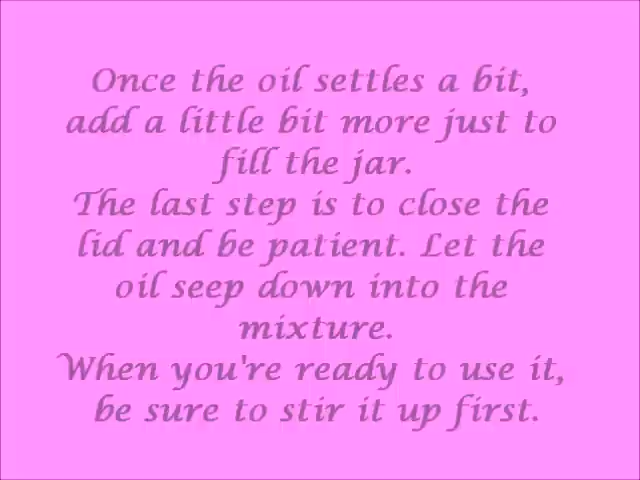 Once the oil settles a bit,
add a little bit more just to
fill the jar.
The last step is to close the
lid and be patient. Let the
oil seep down into the
mixture.
When you're ready to use it,
be sure to stir it up first.